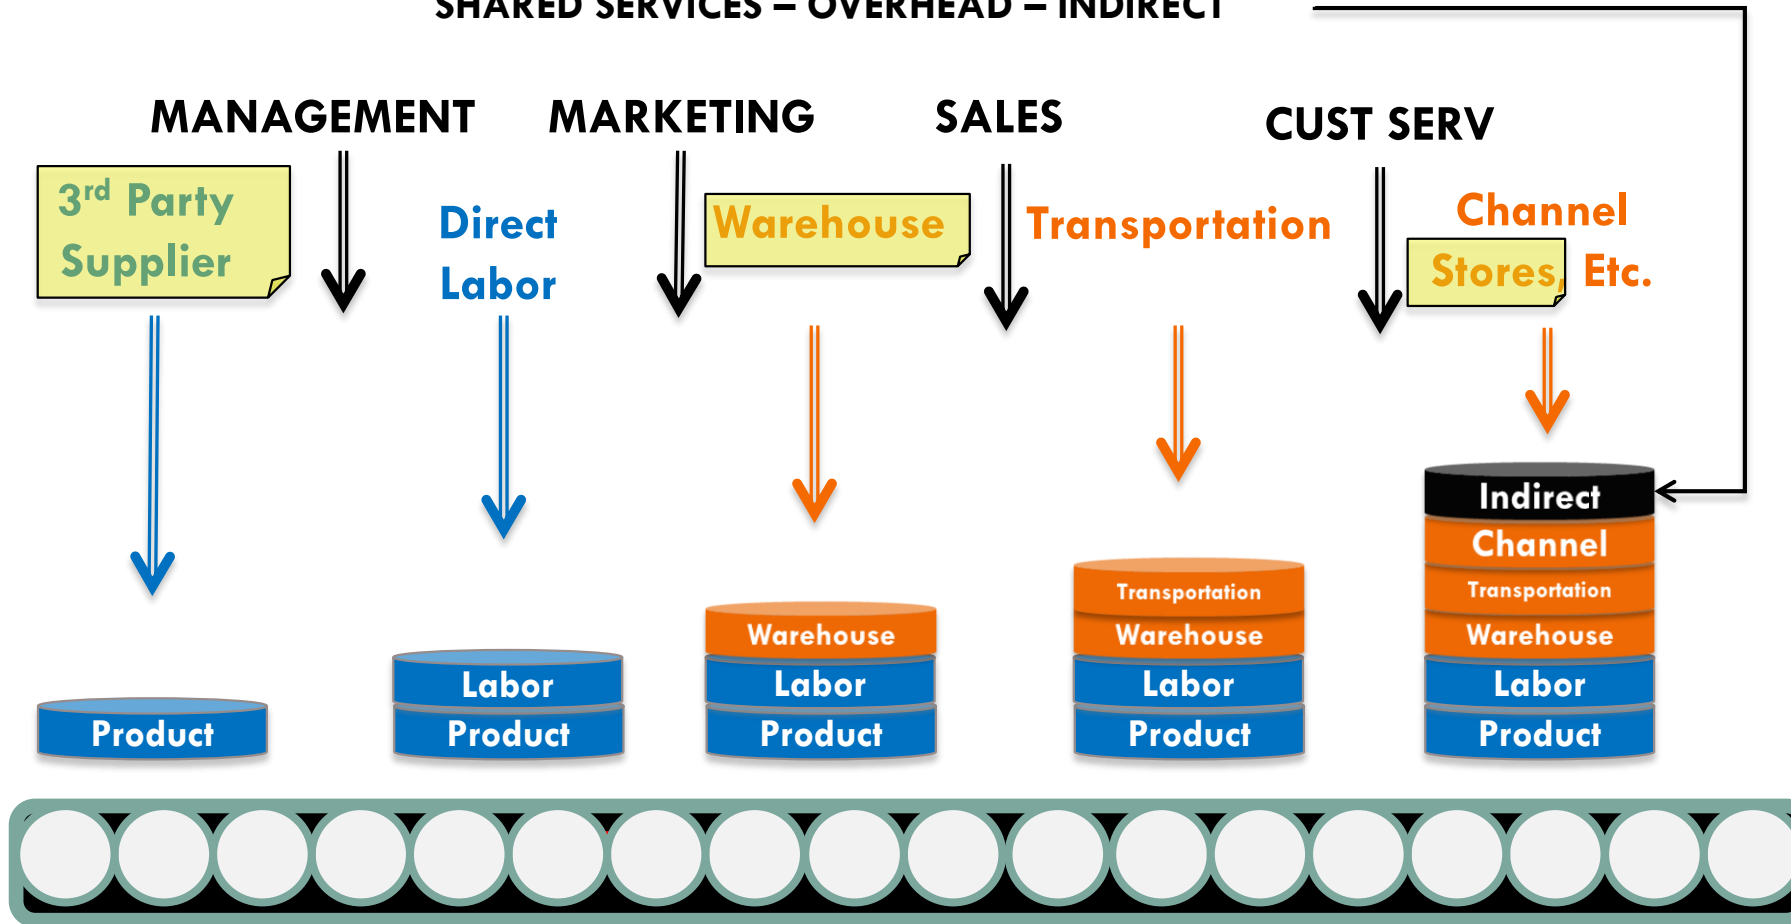 SHARED SERVICES – OVERHEAD – INDIRECT
MANAGEMENT
MARKETING
SALES
CUST SERV
3rd Party
Supplier
Direct
Labor
Warehouse
Transportation
Channel
Stores, Etc.
Product
Labor
Product
Warehouse
Labor
Product
Transportation
Warehouse
Labor
Product
Indirect
Channel
Transportation
Warehouse
Labor
Product